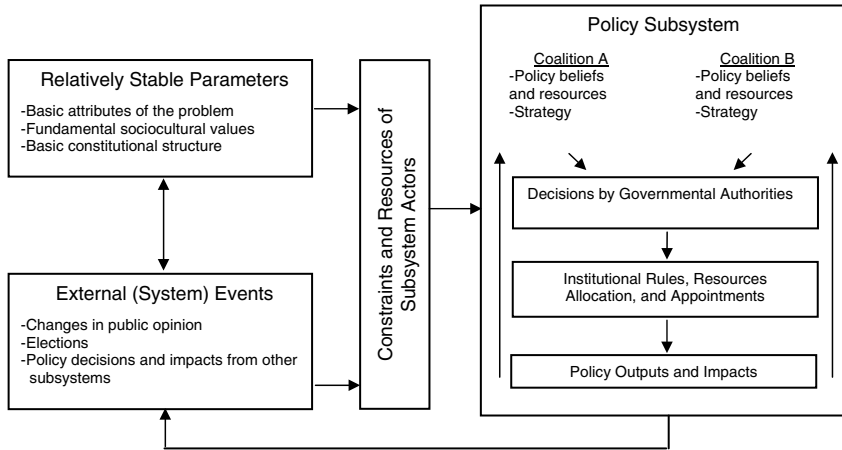 Relatively Stable Parameters
-Basic attributes of the problem
-Fundamental sociocultural values
-Basic constitutional structure
External (System) Events
-Changes in public opinion
-Elections
-Policy decisions and impacts from other
subsystems
Constraints and Resources of
Subsystem Actors
Policy Subsystem
Coalition A
-Policy beliefs
and resources
-Strategy
Coalition B
-Policy beliefs
and resources
-Strategy
Decisions by Governmental Authorities
Institutional Rules, Resources
Allocation, and Appointments
Policy Outputs and Impacts